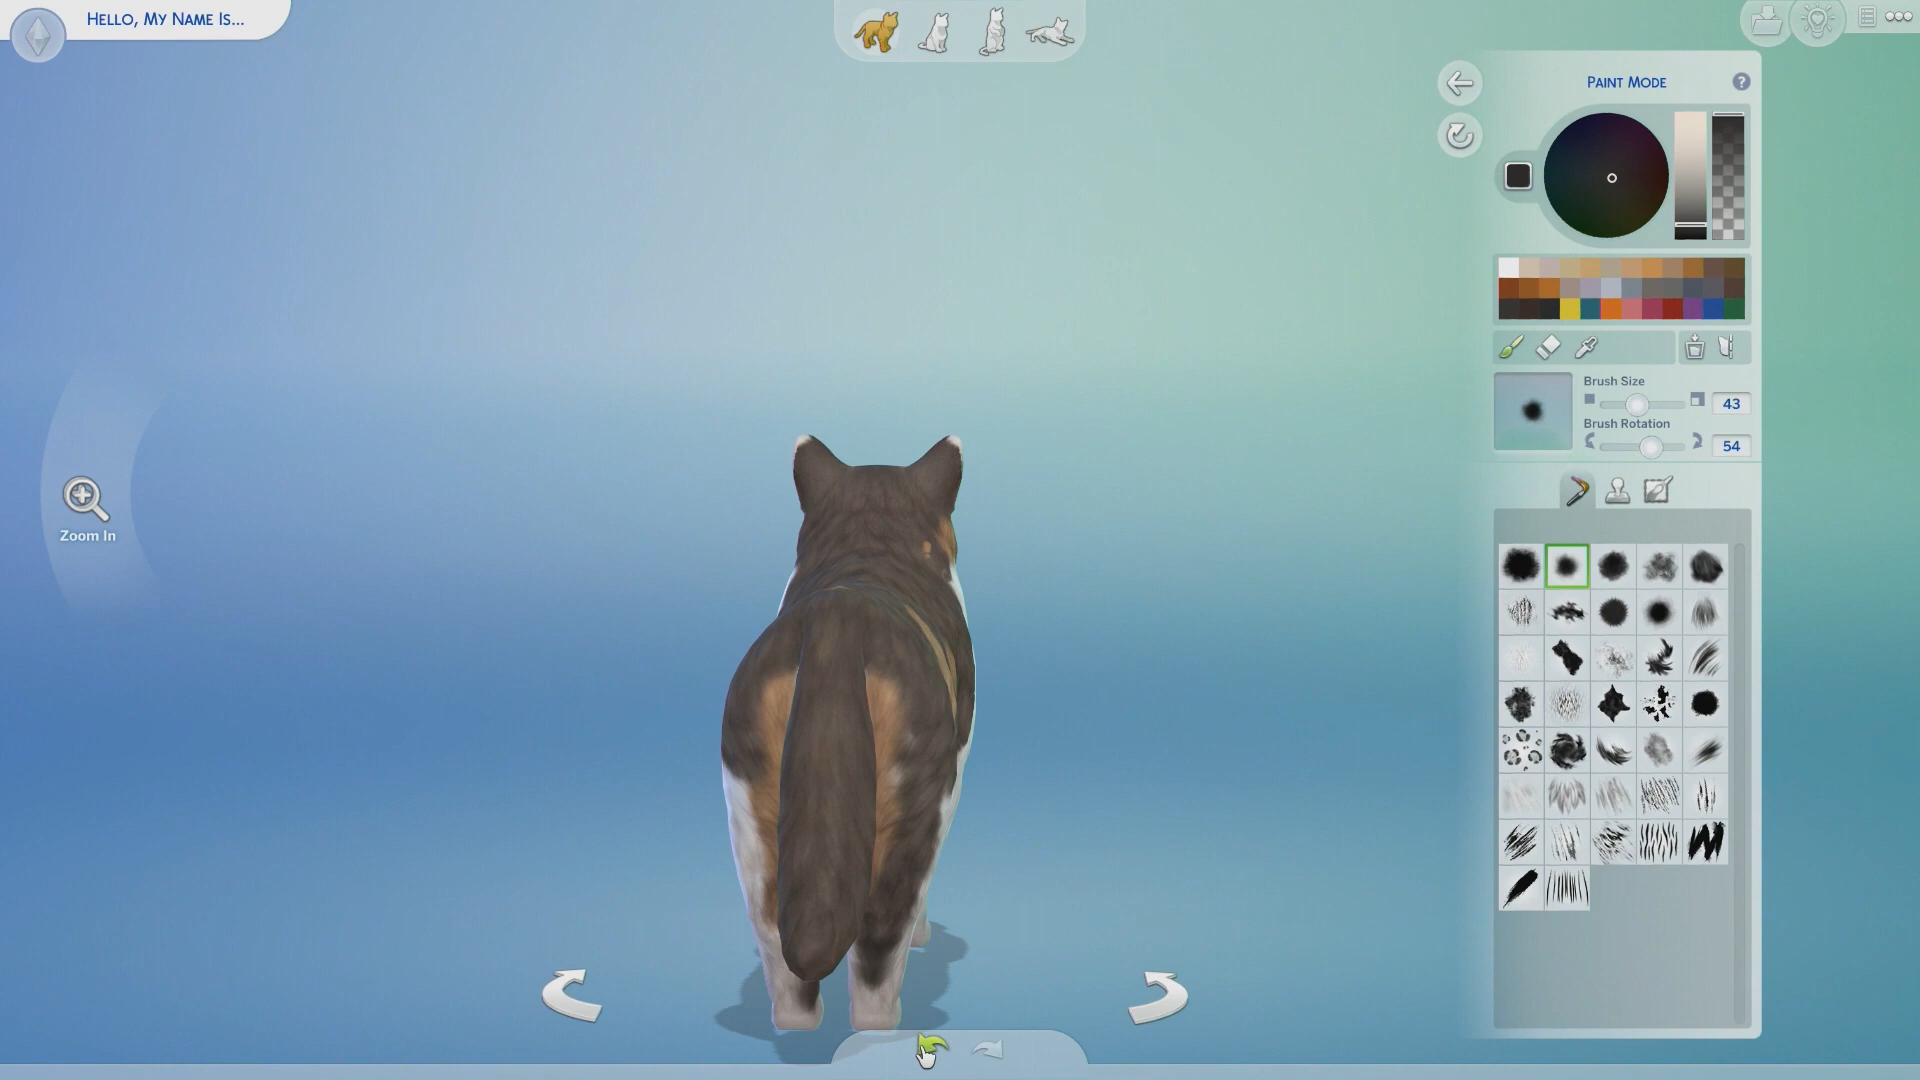 Hello, My Name Is...
Paint Mode
?
Brush Size
43
Brush Rotation
54
Zoom In